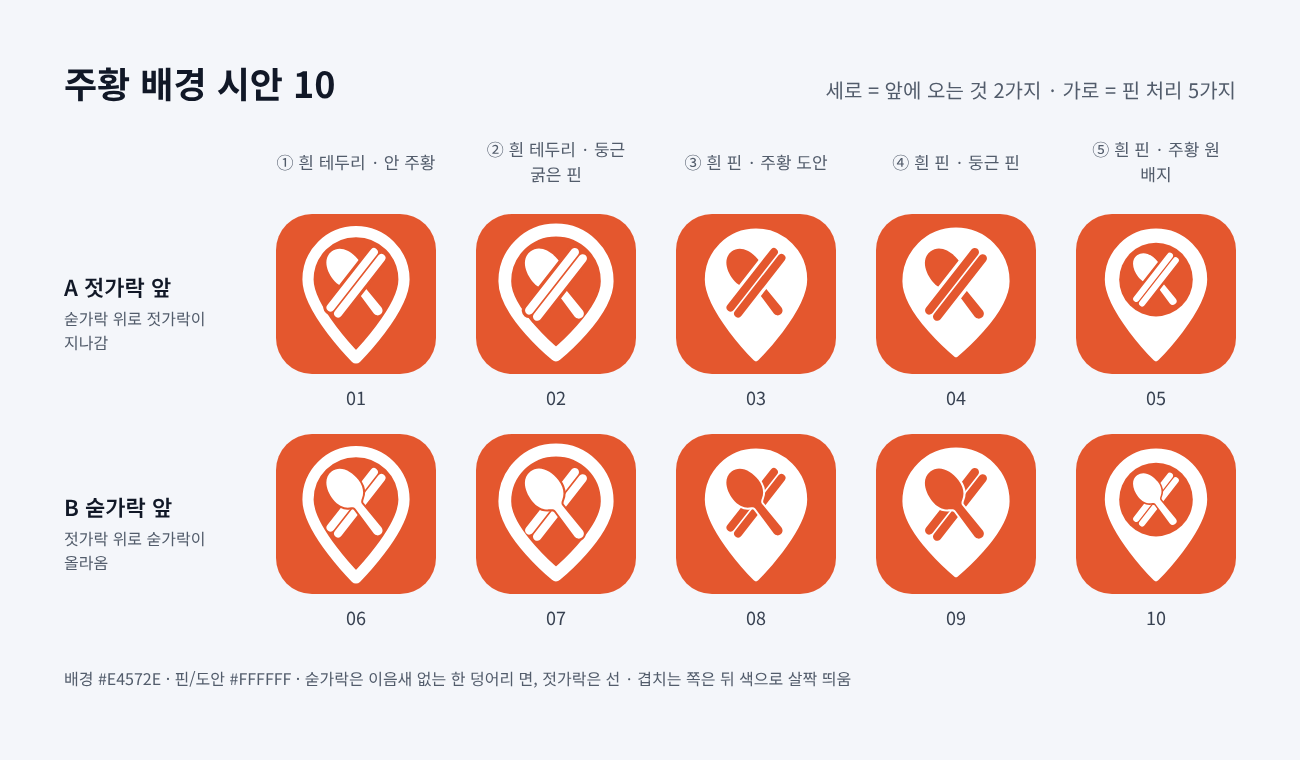 주황 배경 시안 10
세로 = 앞에 오는 것 2가지 · 가로 = 핀 처리 5가지
① 흰 테두리 · 안 주황
② 흰 테두리 · 둥근
굵은 핀
③ 흰 핀 · 주황 도안
④ 흰 핀 · 둥근 핀
⑤ 흰 핀 · 주황 원
배지
A 젓가락 앞
숟가락 위로 젓가락이
지나감
01
02
03
04
05
B 숟가락 앞
젓가락 위로 숟가락이
올라옴
06
07
08
09
10
배경 #E4572E · 핀/도안 #FFFFFF · 숟가락은 이음새 없는 한 덩어리 면, 젓가락은 선 · 겹치는 쪽은 뒤 색으로 살짝 띄움